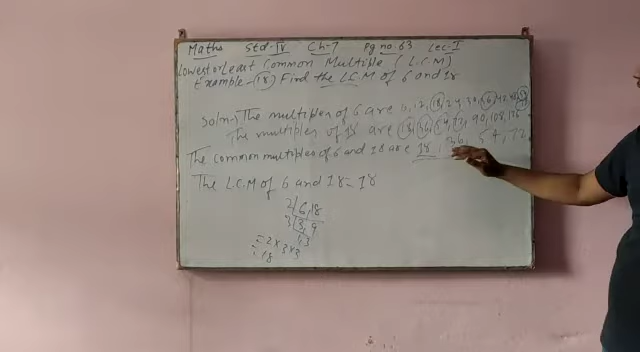 Maths Std-IV Ch-7 Pg no. 63 Lec-I
Lowest or Least Common Multiple (L.C.M)
Example-18) Find the L.C.M of 6 and 18
Soln:) The multiples of 6 are 6, 12, 18, 24, 30, 36, 42, 48, 54
The multiples of 18 are 18, 36, 54, 72, 90, 108, 126
The common multiples of 6 and 18 are 18, 36, 54, 72
The L.C.M of 6 and 18 = 18
2 | 6, 18
3 | 3, 9
1, 3
= 2 × 3 × 3
= 18